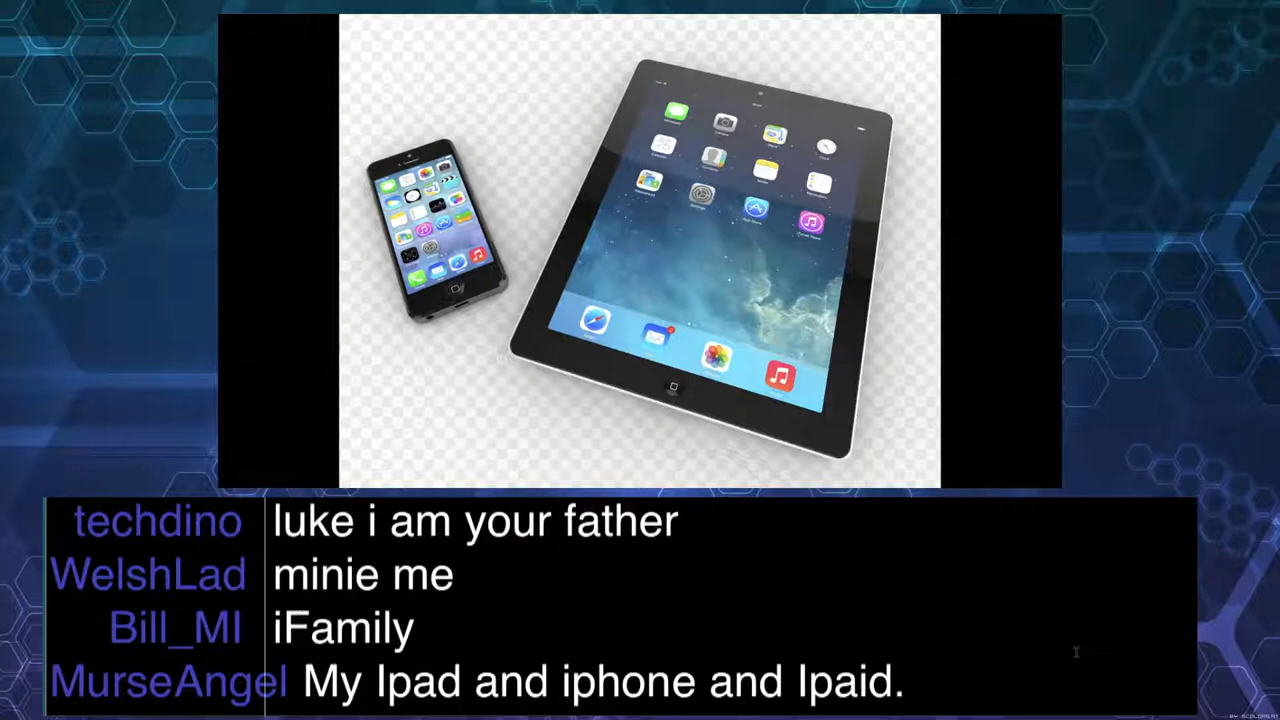 techdino luke i am your father
WelshLad minie me
Bill_MI iFamily
MurseAngel My Ipad and iphone and Ipaid.